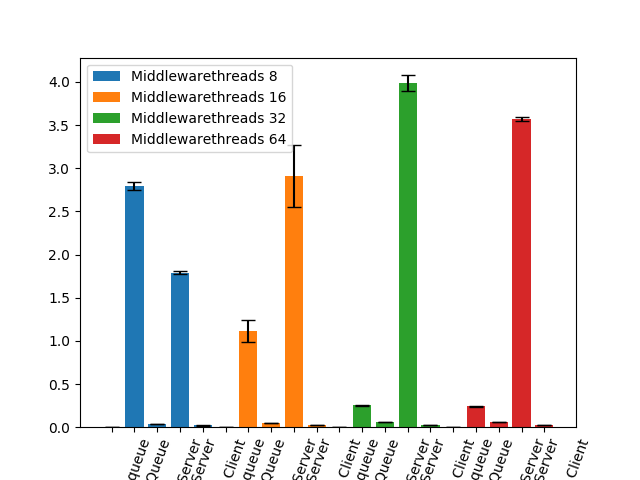 Middlewarethreads 8
Middlewarethreads 16
Middlewarethreads 32
Middlewarethreads 64
4.0
3.5
3.0
2.5
2.0
1.5
1.0
0.5
0.0
queue
Queue
Server
Server
Client
queue
Queue
Server
Server
Client
queue
Queue
Server
Server
Client
queue
Queue
Server
Server
Client